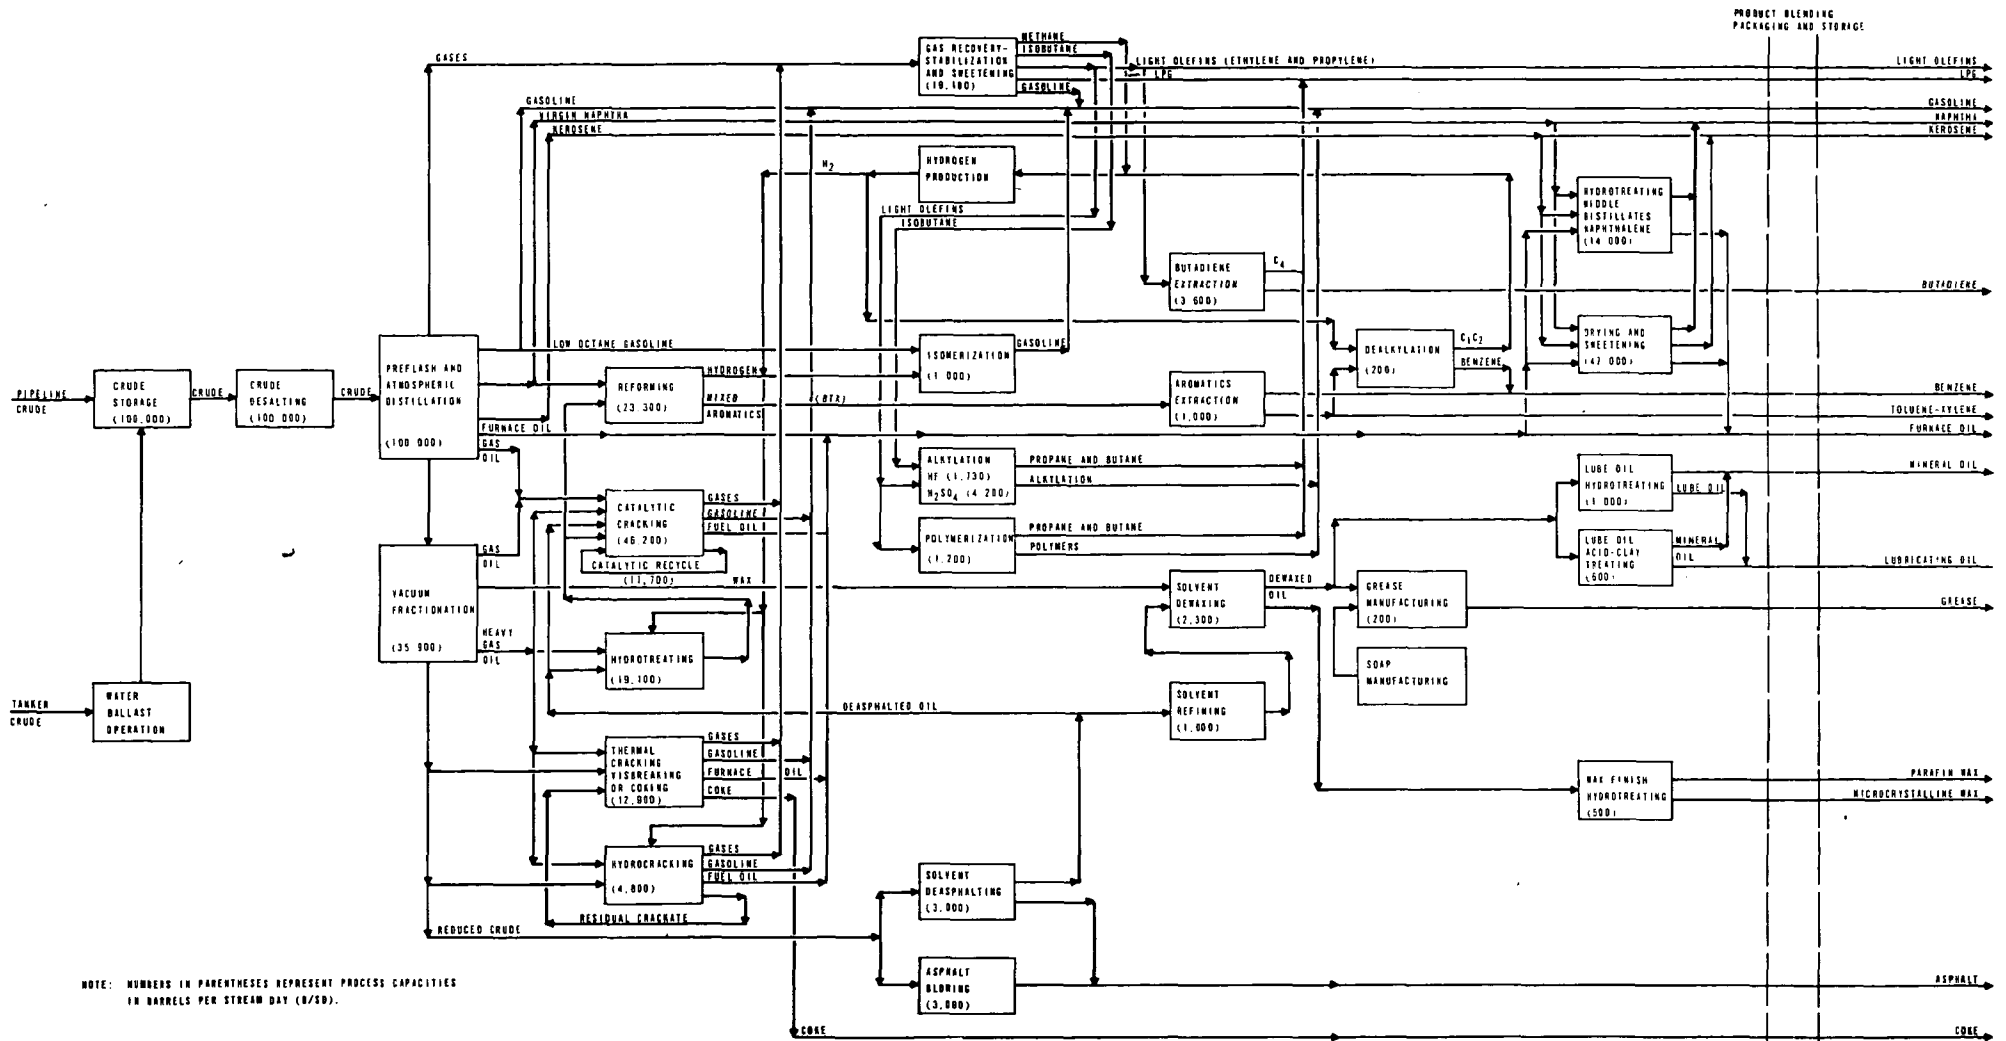 PRODUCT BLENDING
PACKAGING AND STORAGE
GASES
GAS RECOVERY-
STABILIZATION
AND SWEETENING
METHANE
ISOBUTANE
LIGHT OLEFINS (ETHYLENE AND PROPYLENE)
LPG
GASOLINE
LIGHT OLEFINS
LPG
GASOLINE
VIRGIN NAPHTHA
KEROSENE
GASOLINE
NAPHTHA
KEROSENE
H2
HYDROGEN
PRODUCTION
LIGHT OLEFINS
ISOBUTANE
HYDROTREATING
MIDDLE
DISTILLATES
NAPHTHALENE
(14 000)
BUTADIENE
EXTRACTION
(3 600)
C4
BUTADIENE
PIPELINE
CRUDE
CRUDE
STORAGE
(100,000)
CRUDE
CRUDE
DESALTING
(100 000)
CRUDE
PREFLASH AND
ATMOSPHERIC
DISTILLATION
(100 000)
LOW OCTANE GASOLINE
ISOMERIZATION
(1 000)
GASOLINE
DEALKYLATION
(200)
C1C2
BENZENE
DRYING AND
SWEETENING
(47 000)
REFORMING
(23,300)
HYDROGEN
MIXED
AROMATICS
(BTX)
AROMATICS
EXTRACTION
(1,000)
BENZENE
TOLUENE-XYLENE
FURNACE OIL
FURNACE OIL
GAS
OIL
ALKYLATION
HF (1,730)
H2SO4 (4 200)
PROPANE AND BUTANE
ALKYLATION
LUBE OIL
HYDROTREATING
(1 000)
LUBE OIL
MINERAL OIL
CATALYTIC
CRACKING
(46,200)
GASES
GASOLINE
FUEL OIL
CATALYTIC RECYCLE
(11,700)
POLYMERIZATION
(1,200)
PROPANE AND BUTANE
POLYMERS
LUBE OIL
ACID-CLAY
TREATING
(600)
MINERAL
OIL
LUBRICATING OIL
VACUUM
FRACTIONATION
(35 900)
GAS
OIL
WAX
HEAVY
GAS
OIL
SOLVENT
DEWAXING
(2,300)
DEWAXED
OIL
GREASE
MANUFACTURING
(200)
GREASE
HYDROTREATING
(19,100)
SOAP
MANUFACTURING
TANKER
CRUDE
WATER
BALLAST
OPERATION
DEASPHALTED OIL
SOLVENT
REFINING
THERMAL
CRACKING
VISBREAKING
OR COKING
(12,900)
GASES
GASOLINE
FURNACE OIL
COKE
WAX FINISH
HYDROTREATING
(500)
PARAFIN WAX
MICROCRYSTALLINE WAX
HYDROCRACKING
(4,800)
GASES
GASOLINE
FUEL OIL
RESIDUAL CRACKATE
SOLVENT
DEASPHALTING
(3,000)
REDUCED CRUDE
ASPHALT
BLOWING
ASPHALT
COKE
COKE
NOTE: NUMBERS IN PARENTHESES REPRESENT PROCESS CAPACITIES
IN BARRELS PER STREAM DAY (B/SD).